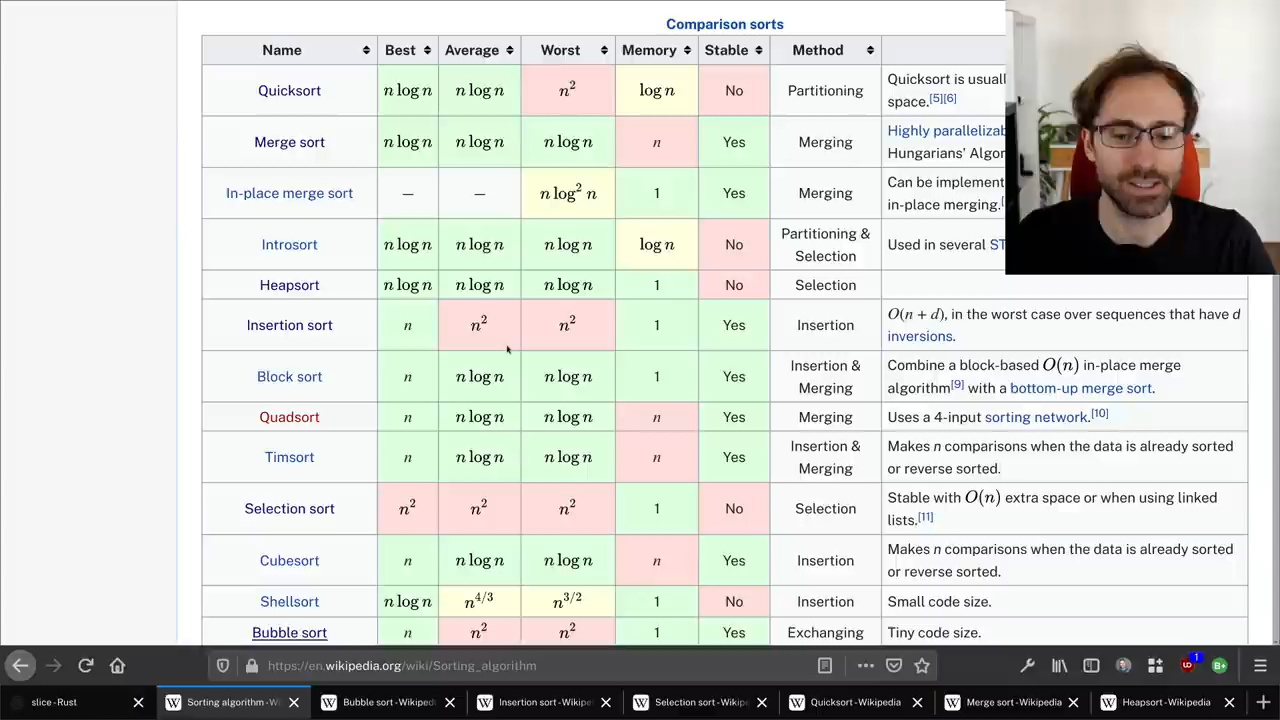 Comparison sorts
Name Best Average Worst Memory Stable Method
Quicksort n log n n log n n² log n No Partitioning Quicksort is usuall
space.[5][6]
Merge sort n log n n log n n log n n Yes Merging Highly parallelizab
Hungarians' Algor
In-place merge sort — — n log² n 1 Yes Merging Can be implement
in-place merging.[
Introsort n log n n log n n log n log n No Partitioning &
Selection Used in several ST
Heapsort n log n n log n n log n 1 No Selection
Insertion sort n n² n² 1 Yes Insertion O(n + d), in the worst case over sequences that have d
inversions.
Block sort n n log n n log n 1 Yes Insertion &
Merging Combine a block-based O(n) in-place merge
algorithm[9] with a bottom-up merge sort.
Quadsort n n log n n log n n Yes Merging Uses a 4-input sorting network.[10]
Timsort n n log n n log n n Yes Insertion &
Merging Makes n comparisons when the data is already sorted
or reverse sorted.
Selection sort n² n² n² 1 No Selection Stable with O(n) extra space or when using linked
lists.[11]
Cubesort n n log n n log n n Yes Insertion Makes n comparisons when the data is already sorted
or reverse sorted.
Shellsort n log n n^4/3 n^3/2 1 No Insertion Small code size.
Bubble sort n n² n² 1 Yes Exchanging Tiny code size.
https://en.wikipedia.org/wiki/Sorting_algorithm 1
slice - Rust Sorting algorithm - W Bubble sort - Wikiped Insertion sort - Wikipe Selection sort - Wikip Quicksort - Wikipedia Merge sort - Wikipedia Heapsort - Wikipedia